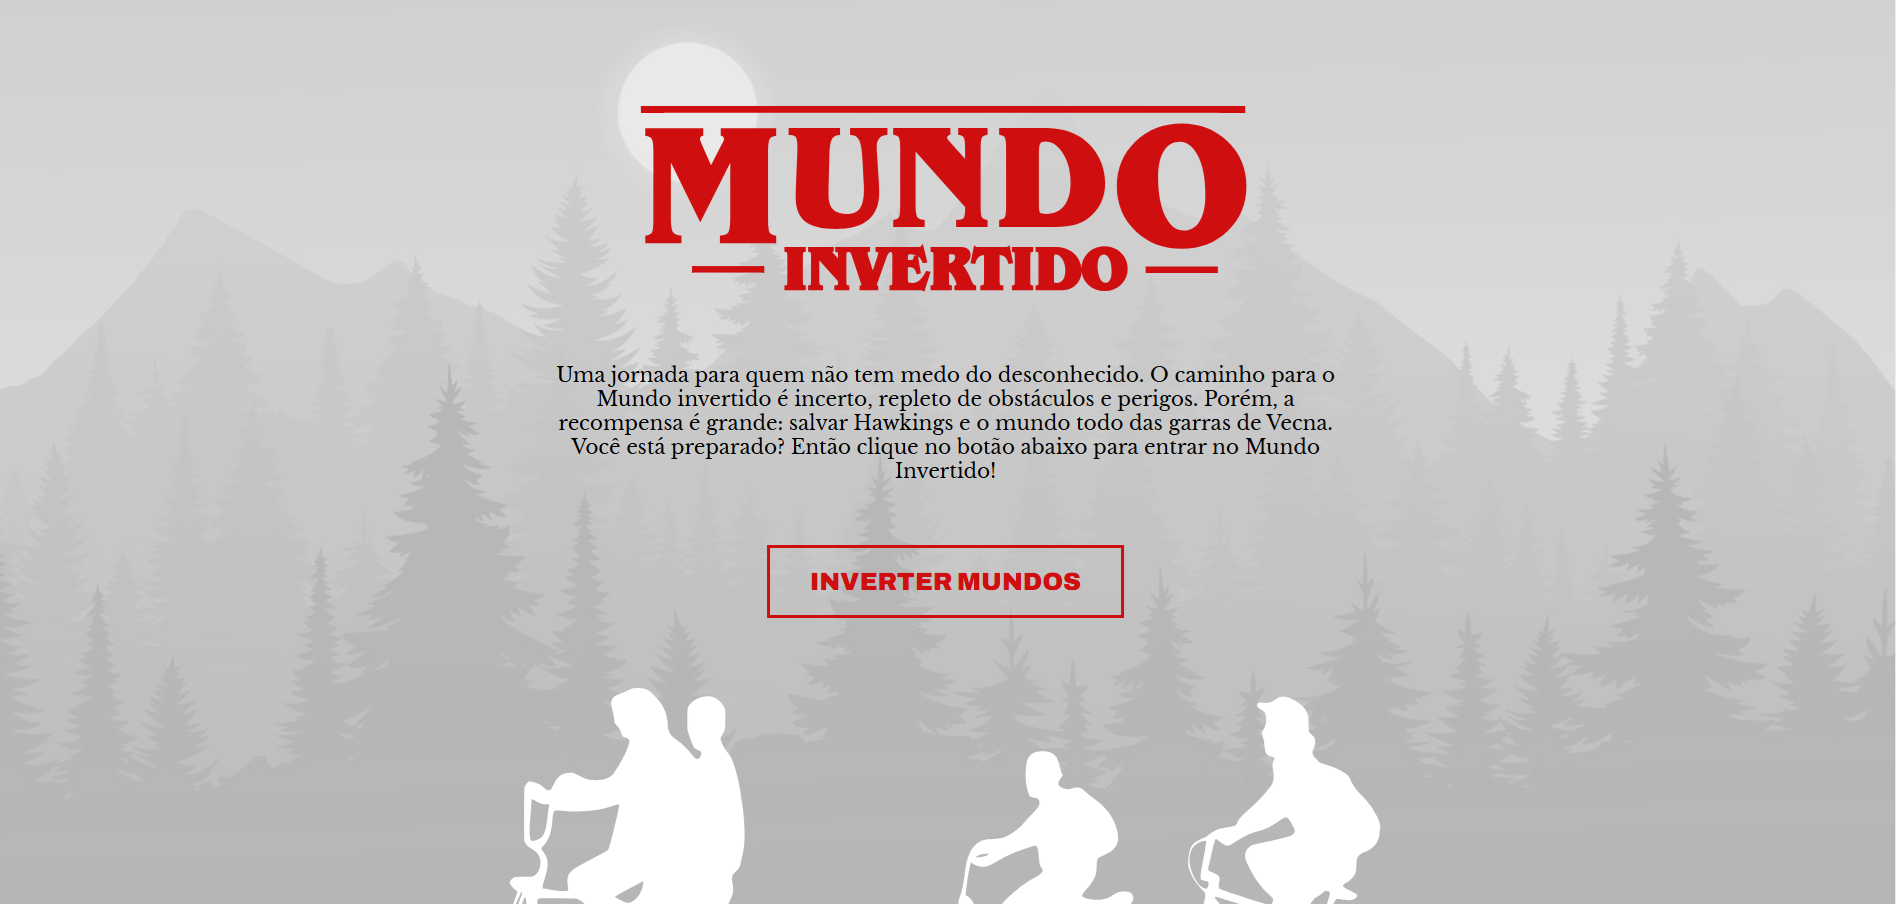 MUNDO
INVERTIDO
Uma jornada para quem não tem medo do desconhecido. O caminho para o
Mundo invertido é incerto, repleto de obstáculos e perigos. Porém, a
recompensa é grande: salvar Hawkings e o mundo todo das garras de Vecna.
Você está preparado? Então clique no botão abaixo para entrar no Mundo
Invertido!
INVERTER MUNDOS